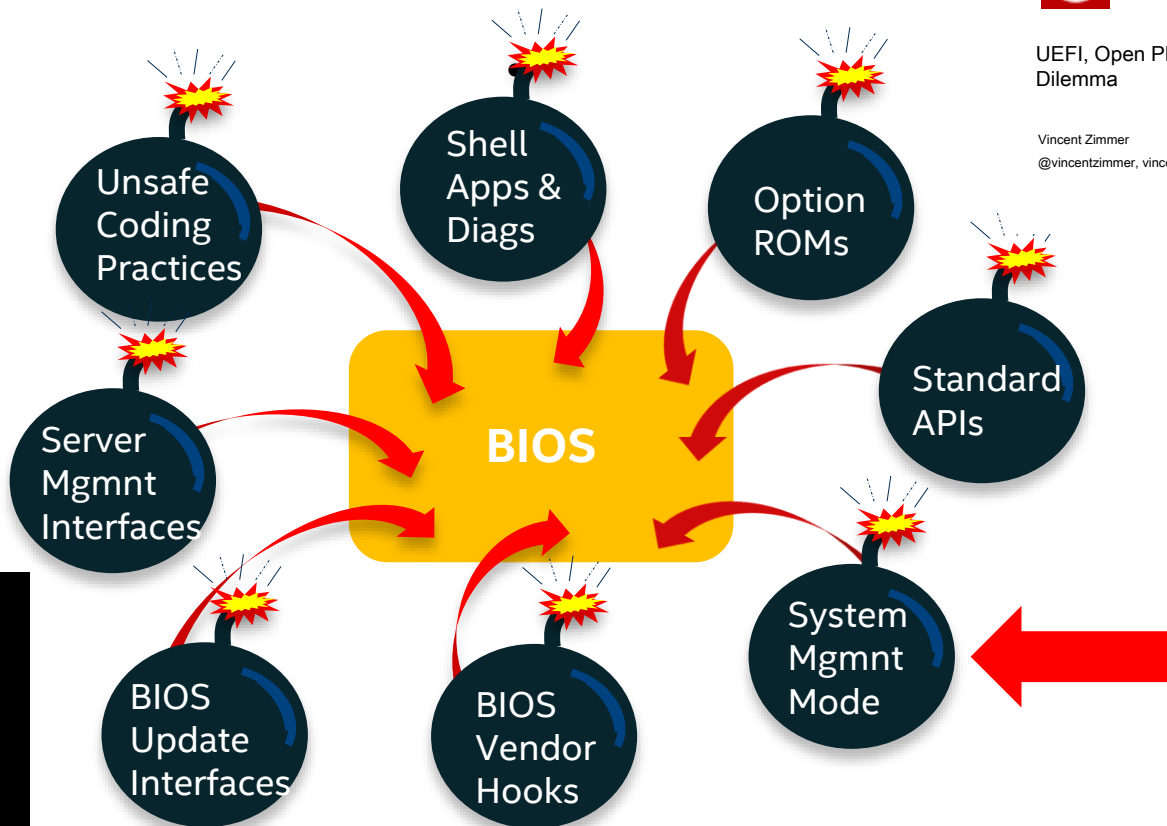 UEFI, Open Pl
Dilemma
Vincent Zimmer
@vincentzimmer, vince
Unsafe
Coding
Practices
Shell
Apps &
Diags
Option
ROMs
Standard
APIs
Server
Mgmnt
Interfaces
BIOS
System
Mgmnt
Mode
BIOS
Update
Interfaces
BIOS
Vendor
Hooks